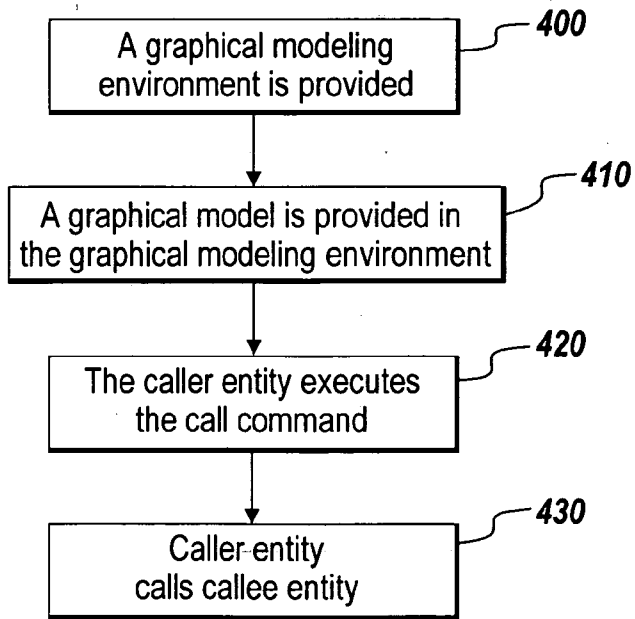 A graphical modeling
environment is provided
400
A graphical model is provided in
the graphical modeling environment
410
The caller entity executes
the call command
420
Caller entity
calls callee entity
430